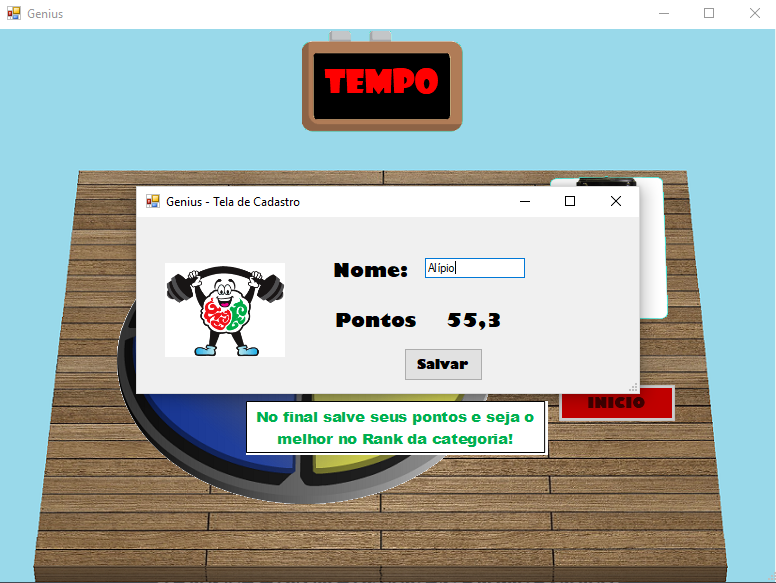 Genius
TEMPO
Genius - Tela de Cadastro
Nome: Alípio
Pontos 55,3
Salvar
INICIO
No final salve seus pontos e seja o
melhor no Rank da categoria!